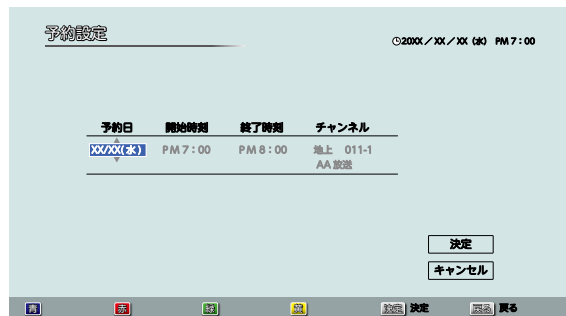 予約設定
20XX／XX／XX (水) PM 7：00
予約日 開始時刻 終了時刻 チャンネル
XX/XX(水) PM 7：00 PM 8：00 地上 011-1
AA 放送
決定
キャンセル
青 赤 緑 黄 決定 決定 戻る 戻る